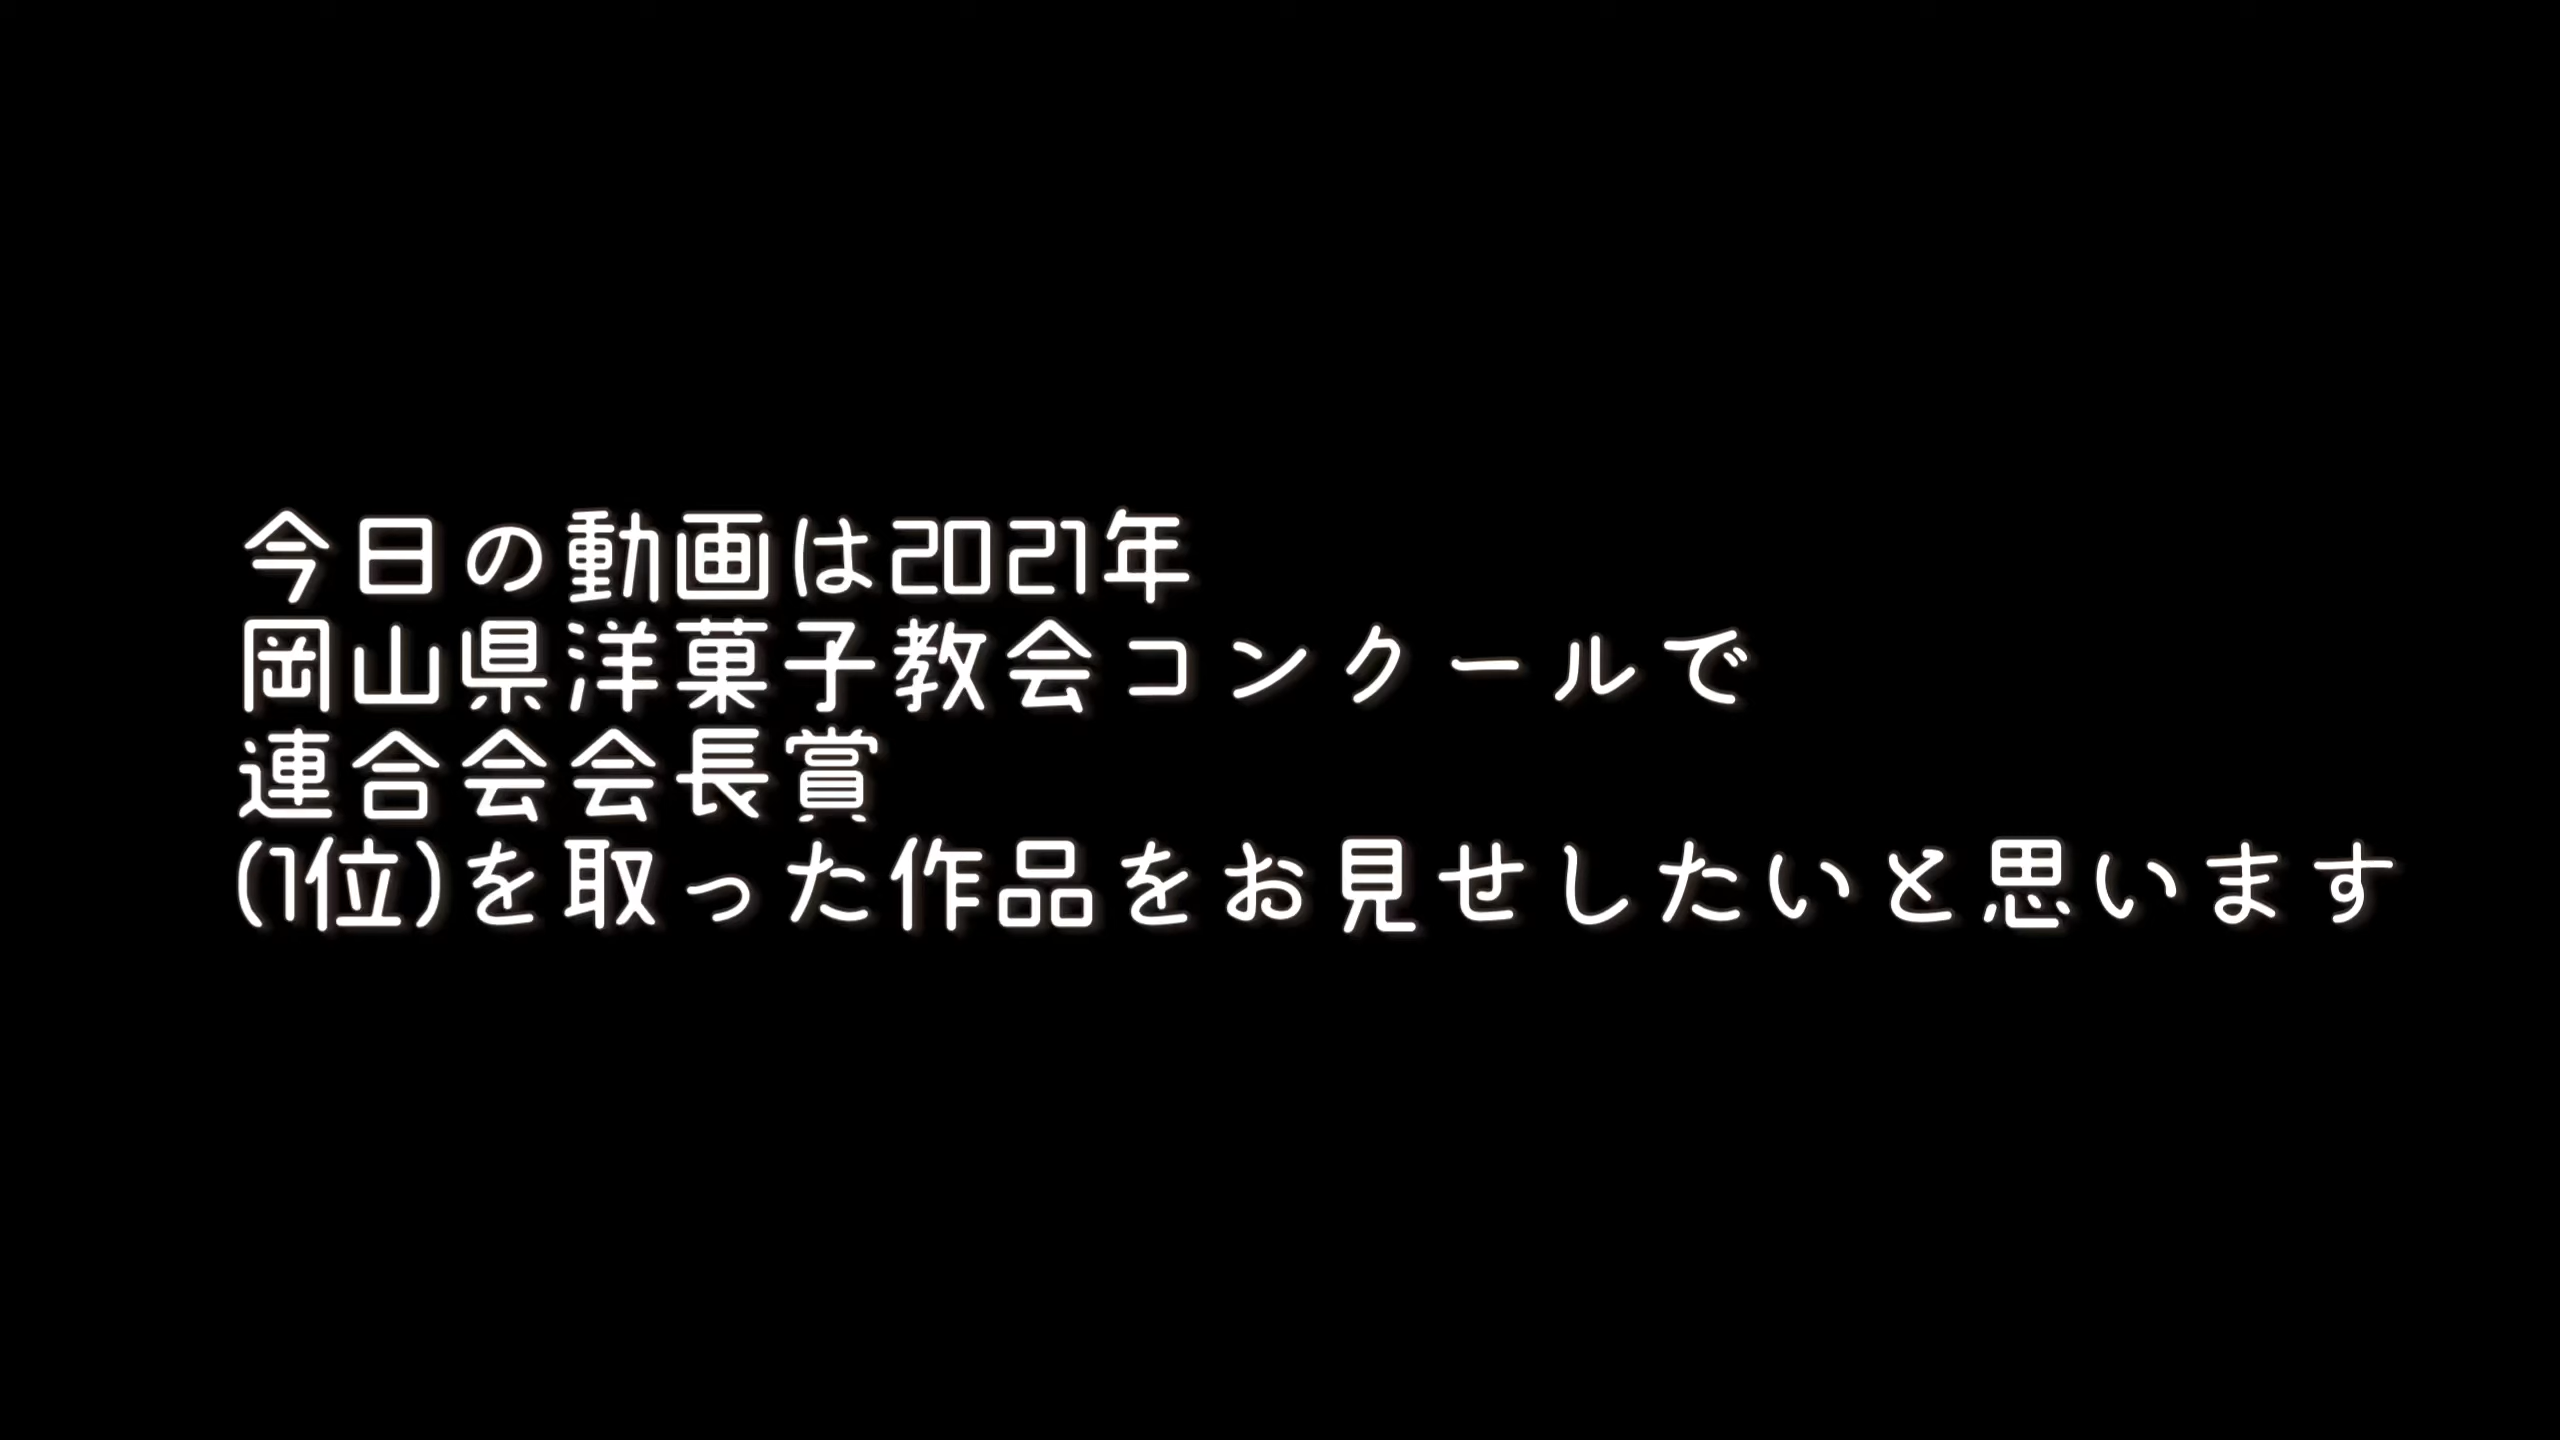 今日の動画は2021年
岡山県洋菓子教会コンクールで
連合会会長賞
(1位)を取った作品をお見せしたいと思います